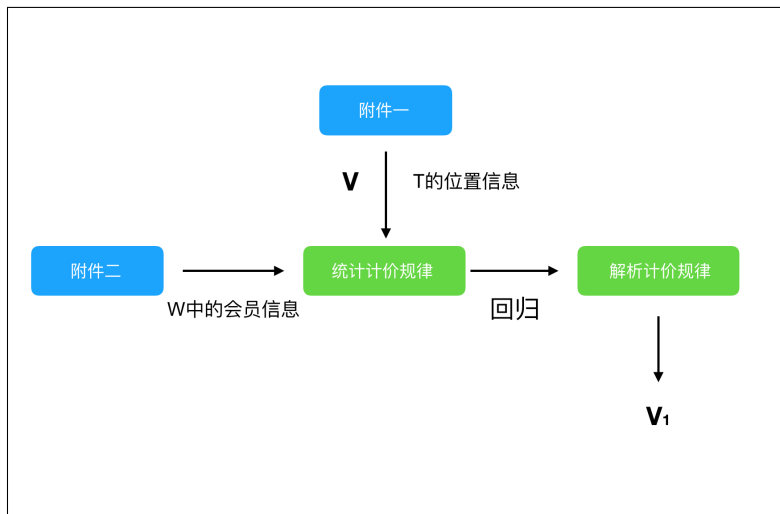 附件一
V
T的位置信息
附件二
统计计价规律
解析计价规律
W中的会员信息
回归
V₁